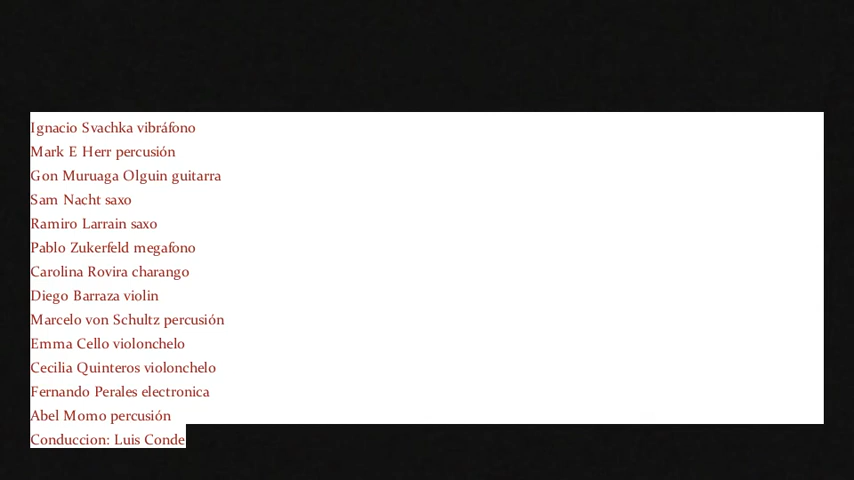 Ignacio Svachka vibráfono
Mark E Herr percusión
Gon Muruaga Olguin guitarra
Sam Nacht saxo
Ramiro Larrain saxo
Pablo Zukerfeld megafono
Carolina Rovira charango
Diego Barraza violin
Marcelo von Schultz percusión
Emma Cello violonchelo
Cecilia Quinteros violonchelo
Fernando Perales electronica
Abel Momo percusión
Conduccion: Luis Conde